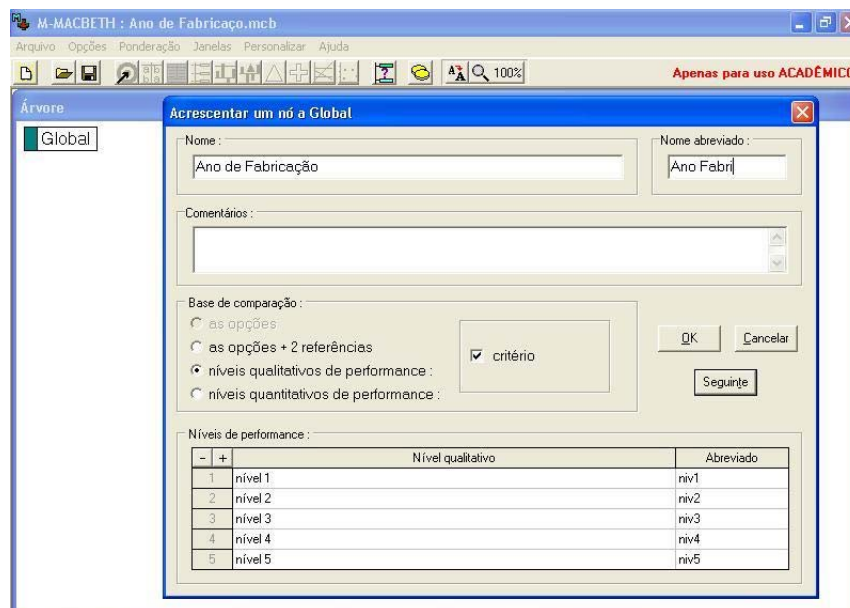 M-MACBETH : Ano de Fabricaço.mcb
Arquivo Opções Ponderação Janelas Personalizar Ajuda
100% Apenas para uso ACADÊMICO
Árvore
Global
Acrescentar um nó a Global
Nome : Nome abreviado :
Ano de Fabricação Ano Fabri
Comentários :
Base de comparação :
as opções
as opções + 2 referências
níveis qualitativos de performance :
níveis quantitativos de performance :
critério
OK Cancelar
Seguinte
Níveis de performance :
- + Nível qualitativo Abreviado
1 nível 1 niv1
2 nível 2 niv2
3 nível 3 niv3
4 nível 4 niv4
5 nível 5 niv5